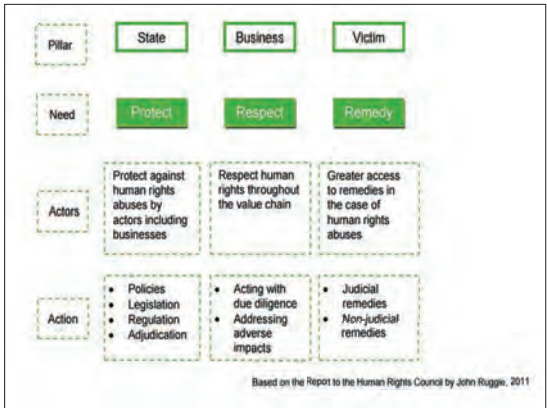 Pillar
State
Business
Victim
Need
Protect
Respect
Remedy
Actors
Protect against
human rights
abuses by
actors including
businesses
Respect human
rights throughout
the value chain
Greater access
to remedies in
the case of
human rights
abuses
Action
• Policies
• Legislation
• Regulation
• Adjudication
• Acting with
due diligence
• Addressing
adverse
impacts
• Judicial
remedies
• Non-judicial
remedies
Based on the Report to the Human Rights Council by John Ruggie, 2011